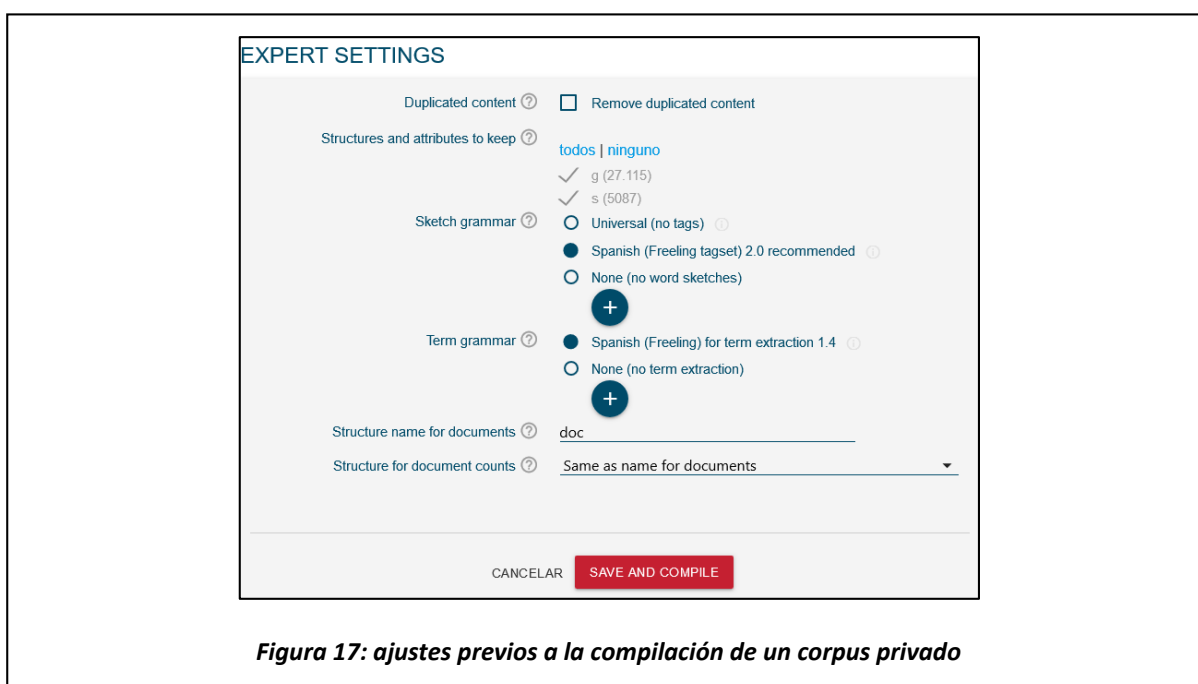 EXPERT SETTINGS
Duplicated content ? Remove duplicated content
Structures and attributes to keep ?
todos | ninguno
g (27.115)
s (5087)
Sketch grammar ? Universal (no tags) i
Spanish (Freeling tagset) 2.0 recommended i
None (no word sketches)
+
Term grammar ? Spanish (Freeling) for term extraction 1.4 i
None (no term extraction)
+
Structure name for documents ? doc
Structure for document counts ? Same as name for documents
CANCELAR SAVE AND COMPILE
Figura 17: ajustes previos a la compilación de un corpus privado